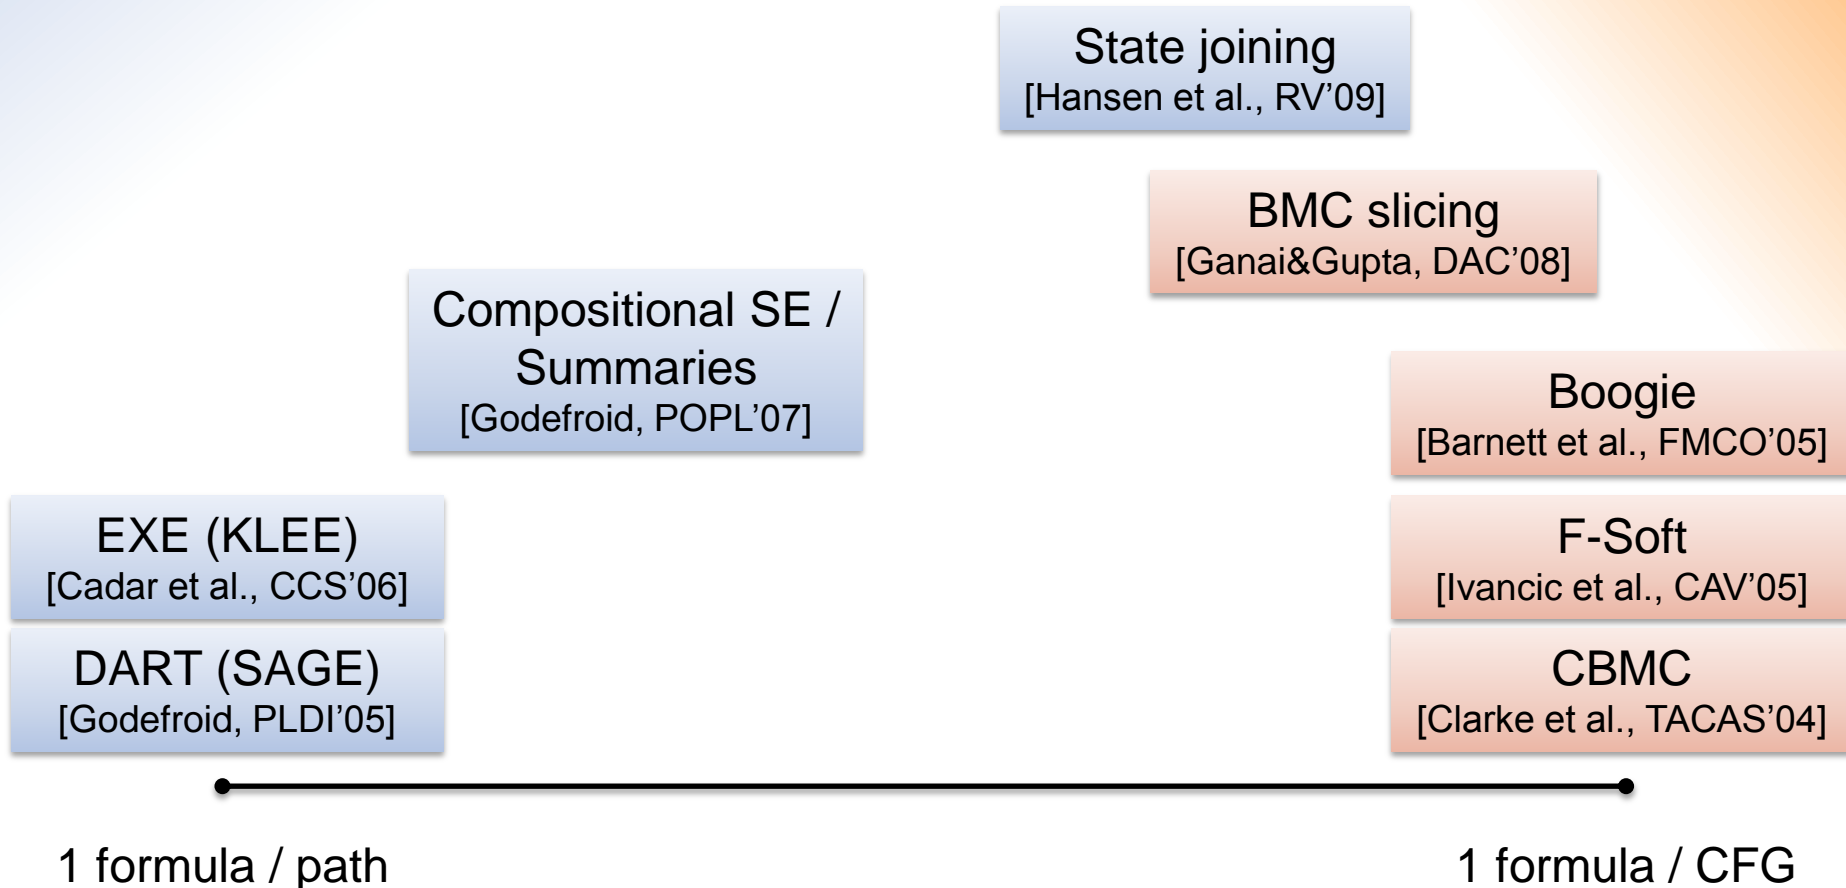 State joining
[Hansen et al., RV’09]
BMC slicing
[Ganai&Gupta, DAC’08]
Compositional SE /
Summaries
[Godefroid, POPL’07]
Boogie
[Barnett et al., FMCO’05]
EXE (KLEE)
[Cadar et al., CCS’06]
F-Soft
[Ivancic et al., CAV’05]
DART (SAGE)
[Godefroid, PLDI’05]
CBMC
[Clarke et al., TACAS’04]
1 formula / path
1 formula / CFG